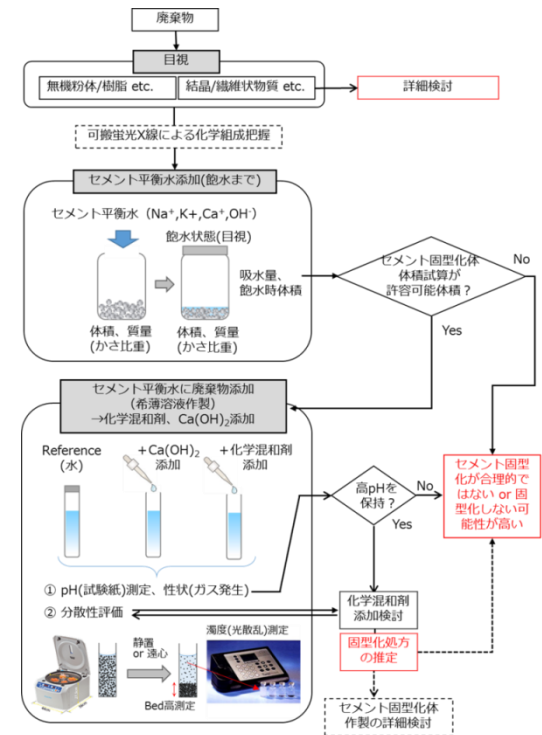 廃棄物
目視
無機粉体/樹脂 etc.
結晶/繊維状物質 etc.
詳細検討
可搬蛍光X線による化学組成把握
セメント平衡水添加(飽水まで)
セメント平衡水（Na⁺,K+,Ca⁺,OH⁻）
飽水状態(目視)
吸水量、
飽水時体積
体積、質量
(かさ比重)
体積、質量
(かさ比重)
セメント固型化体
体積試算が
許容可能体積？
No
Yes
セメント平衡水に廃棄物添加
（希薄溶液作製）
→化学混和剤、Ca(OH)₂添加
Reference
(水)
＋Ca(OH)₂
添加
＋化学混和剤
添加
高pHを
保持？
No
Yes
セメント固型
化が合理的で
はない or 固
型化しない可
能性が高い
① pH(試験紙)測定、性状(ガス発生)
② 分散性評価
化学混和剤
添加検討
固型化処方
の推定
静置
or 遠心
濁度(光散乱)測定
Bed高測定
セメント固型化体
作製の詳細検討